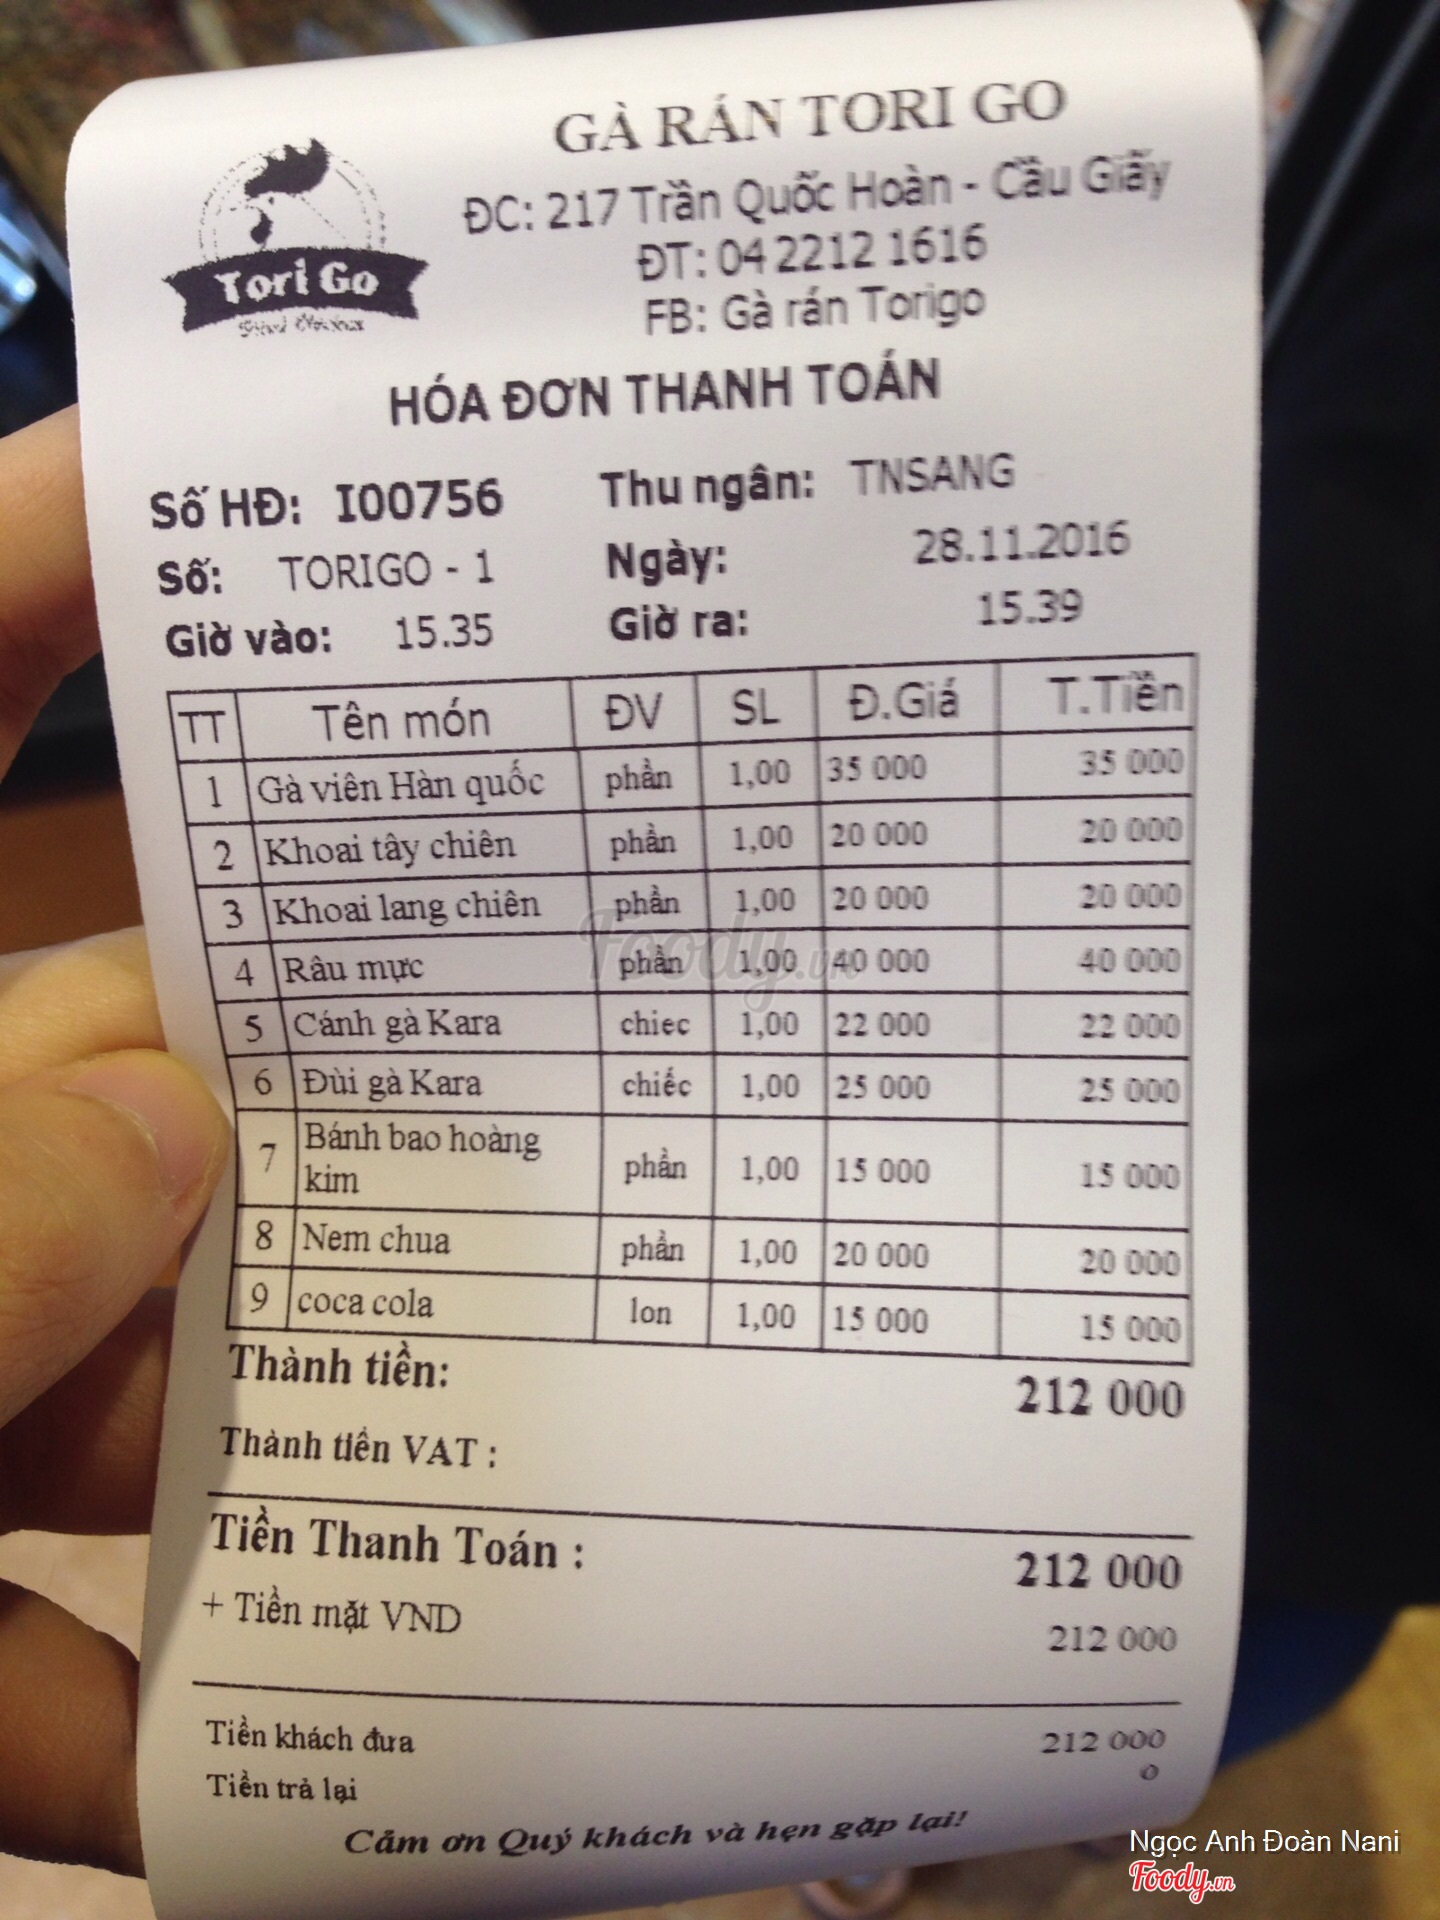 GÀ RÁN TORI GO
ĐC: 217 Trần Quốc Hoàn - Cầu Giấy
ĐT: 04 2212 1616
FB: Gà rán Torigo
Tori Go
HÓA ĐƠN THANH TOÁN
Số HĐ: I00756 Thu ngân: TNSANG
Số: TORIGO - 1 Ngày: 28.11.2016
Giờ vào: 15.35 Giờ ra: 15.39
TT Tên món ĐV SL Đ.Giá T.Tiền
1 Gà viên Hàn quốc phần 1,00 35 000 35 000
2 Khoai tây chiên phần 1,00 20 000 20 000
3 Khoai lang chiên phần 1,00 20 000 20 000
4 Râu mực phần 1,00 40 000 40 000
5 Cánh gà Kara chiec 1,00 22 000 22 000
6 Đùi gà Kara chiếc 1,00 25 000 25 000
7 Bánh bao hoàng
kim phần 1,00 15 000 15 000
8 Nem chua phần 1,00 20 000 20 000
9 coca cola lon 1,00 15 000 15 000
Thành tiền: 212 000
Thành tiền VAT :
Tiền Thanh Toán : 212 000
+ Tiền mặt VND 212 000
Tiền khách đưa 212 000
Tiền trả lại 0
Cảm ơn Quý khách và hẹn gặp lại!
Foody.vn
Ngọc Anh Đoàn Nani
Foody.vn